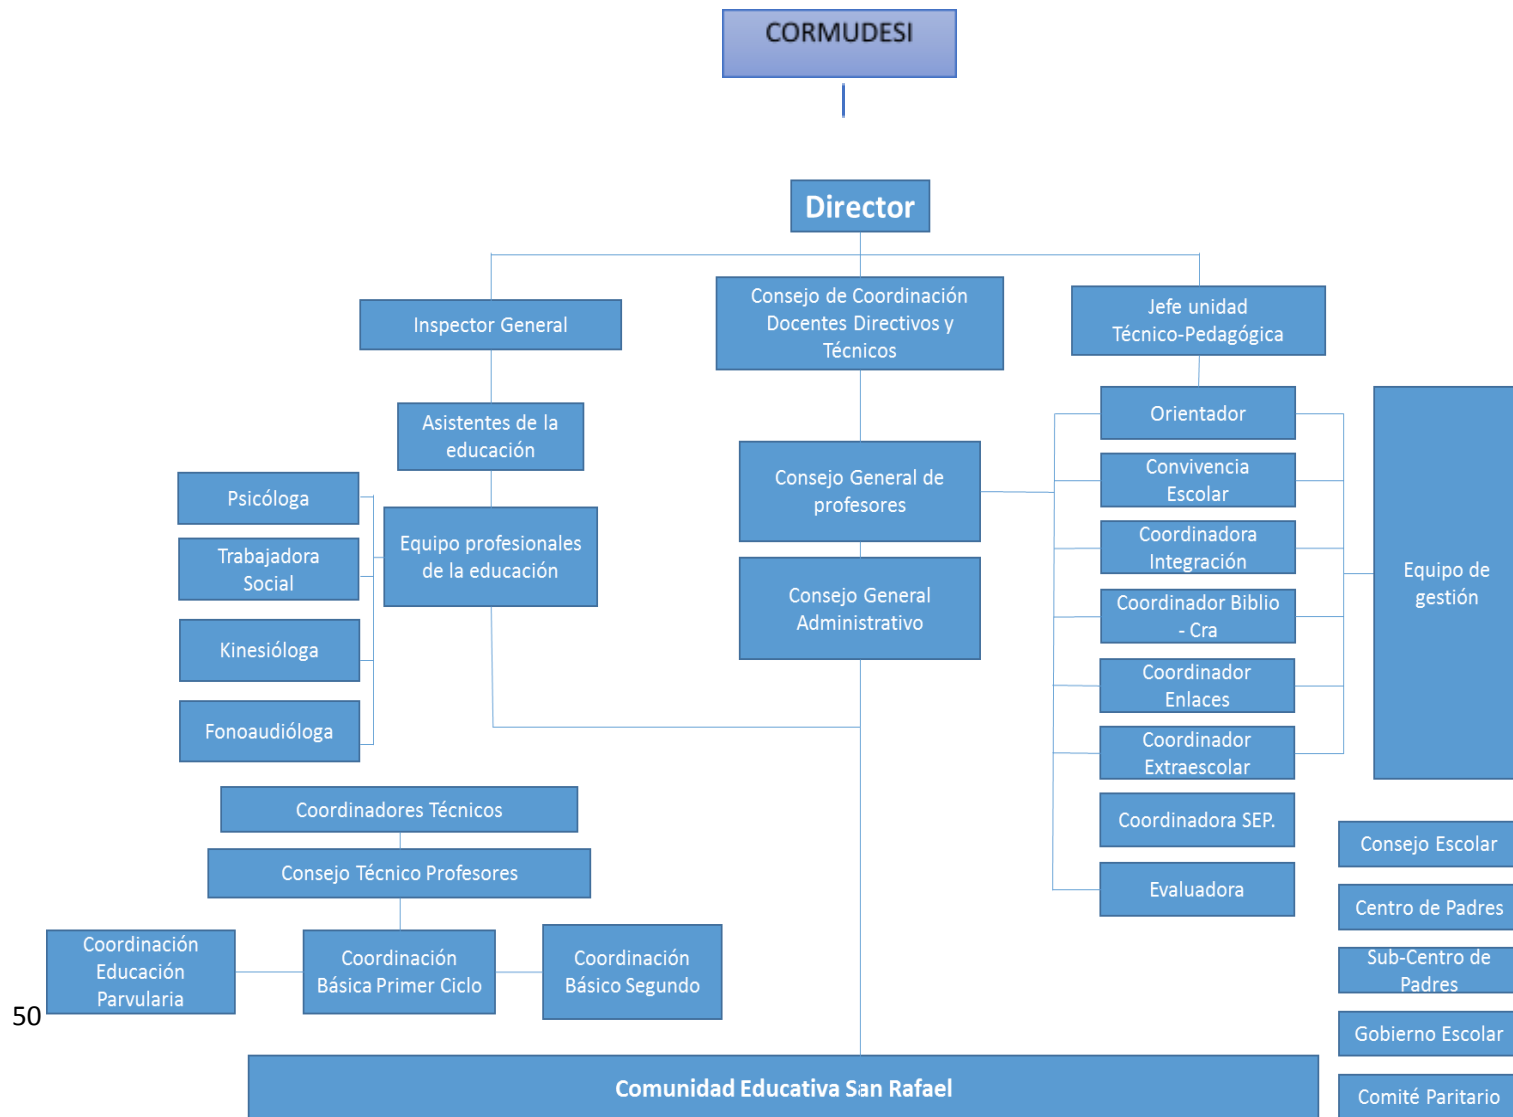 CORMUDESI
Director
Inspector General
Consejo de Coordinación
Docentes Directivos y
Técnicos
Jefe unidad
Técnico-Pedagógica
Asistentes de la
educación
Psicóloga
Trabajadora
Social
Kinesióloga
Fonoaudióloga
Equipo profesionales
de la educación
Consejo General de
profesores
Consejo General
Administrativo
Orientador
Convivencia
Escolar
Coordinadora
Integración
Coordinador Biblio
- Cra
Coordinador
Enlaces
Coordinador
Extraescolar
Coordinadora SEP.
Evaluadora
Equipo de
gestión
Coordinadores Técnicos
Consejo Técnico Profesores
Coordinación
Educación
Parvularia
Coordinación
Básica Primer Ciclo
Coordinación
Básico Segundo
Consejo Escolar
Centro de Padres
Sub-Centro de
Padres
Gobierno Escolar
Comité Paritario
50
Comunidad Educativa San Rafael